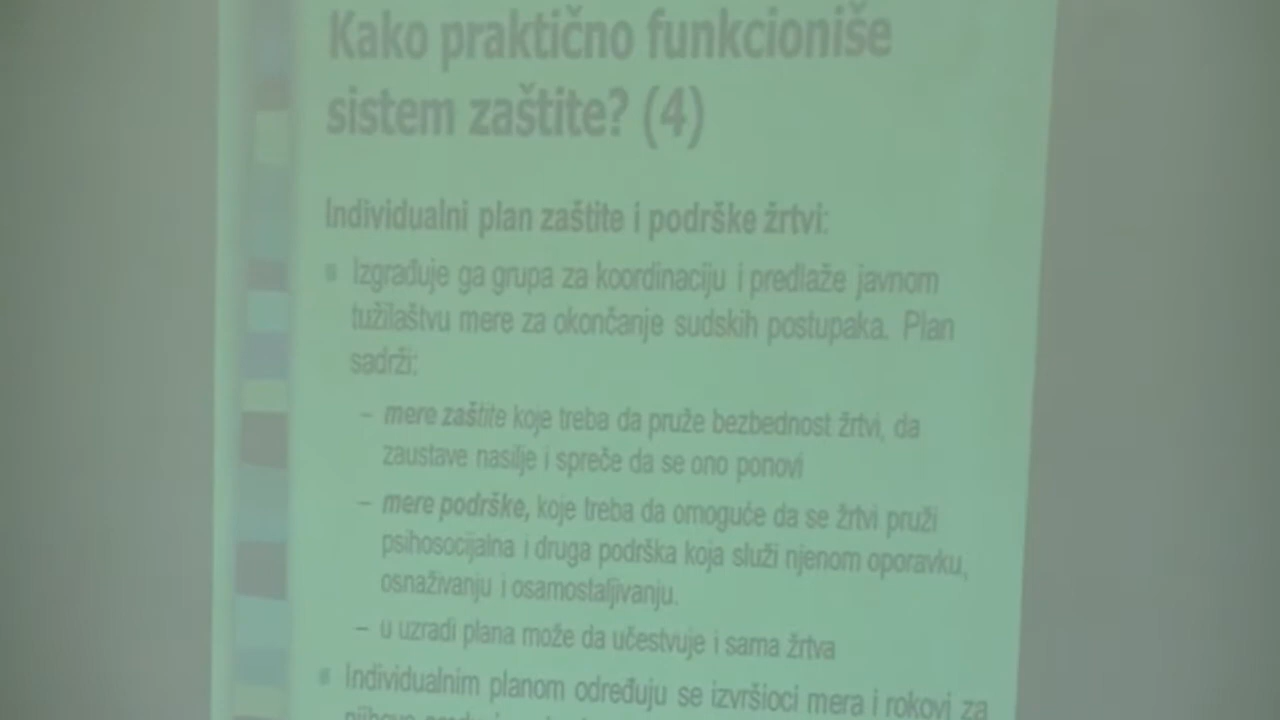 Kako praktično funkcioniše
sistem zaštite? (4)
Individualni plan zaštite i podrške žrtvi:
Izgrađuje ga grupa za koordinaciju i predlaže javnom
tužilaštvu mere za okončanje sudskih postupaka. Plan
sadrži:
– mere zaštite koje treba da pruže bezbednost žrtvi, da
zaustave nasilje i spreče da se ono ponovi
– mere podrške, koje treba da omoguće da se žrtvi pruži
psihosocijalna i druga podrška koja služi njenom oporavku,
osnaživanju i osamostaljivanju.
– u uzradi plana može da učestvuje i sama žrtva
Individualnim planom određuju se izvršioci mera i rokovi za